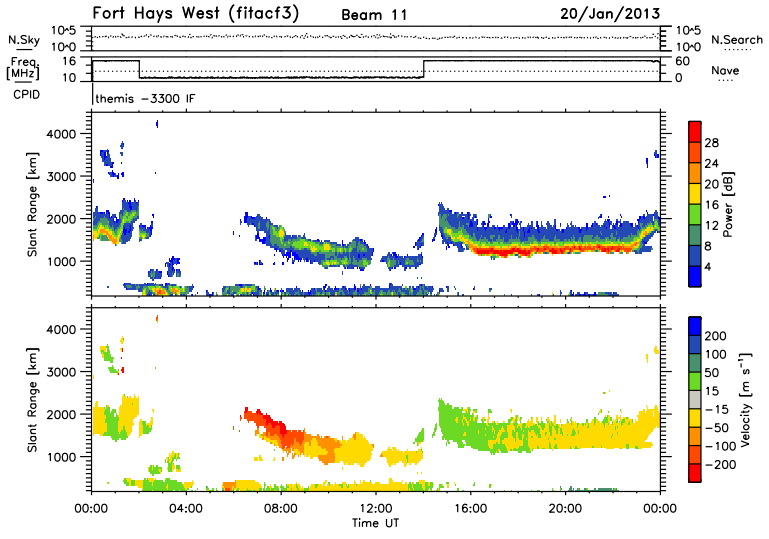 Fort Hays West (fitacf3) Beam 11 20/Jan/2013
N.Sky 10^5 10^0 10^5 10^0 N.Search
Freq. [MHz] 16 10 60 0 Nave
CPID themis -3300 IF
Slant Range [km]
4000
3000
2000
1000
28
24
20
16
12
8
4
Power [dB]
Slant Range [km]
4000
3000
2000
1000
200
100
50
15
-15
-50
-100
-200
Velocity [m s^-1]
00:00 04:00 08:00 12:00 16:00 20:00 00:00
Time UT